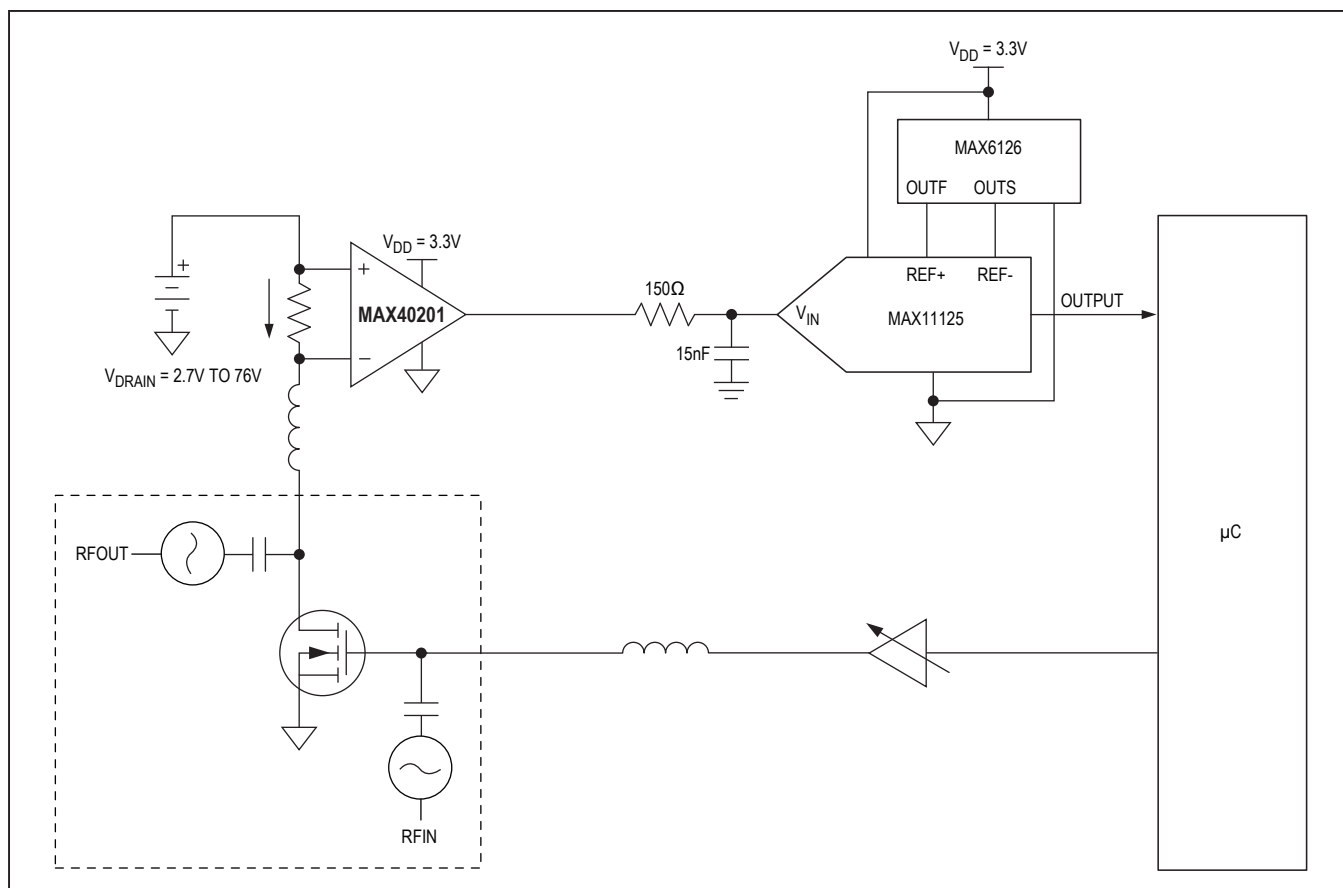 V_DD = 3.3V
MAX6126
OUTF OUTS
V_DD = 3.3V
+
+
REF+ REF-
MAX40201
150Ω
V_IN
MAX11125
OUTPUT
15nF
−
V_DRAIN = 2.7V TO 76V
µC
RFOUT
RFIN